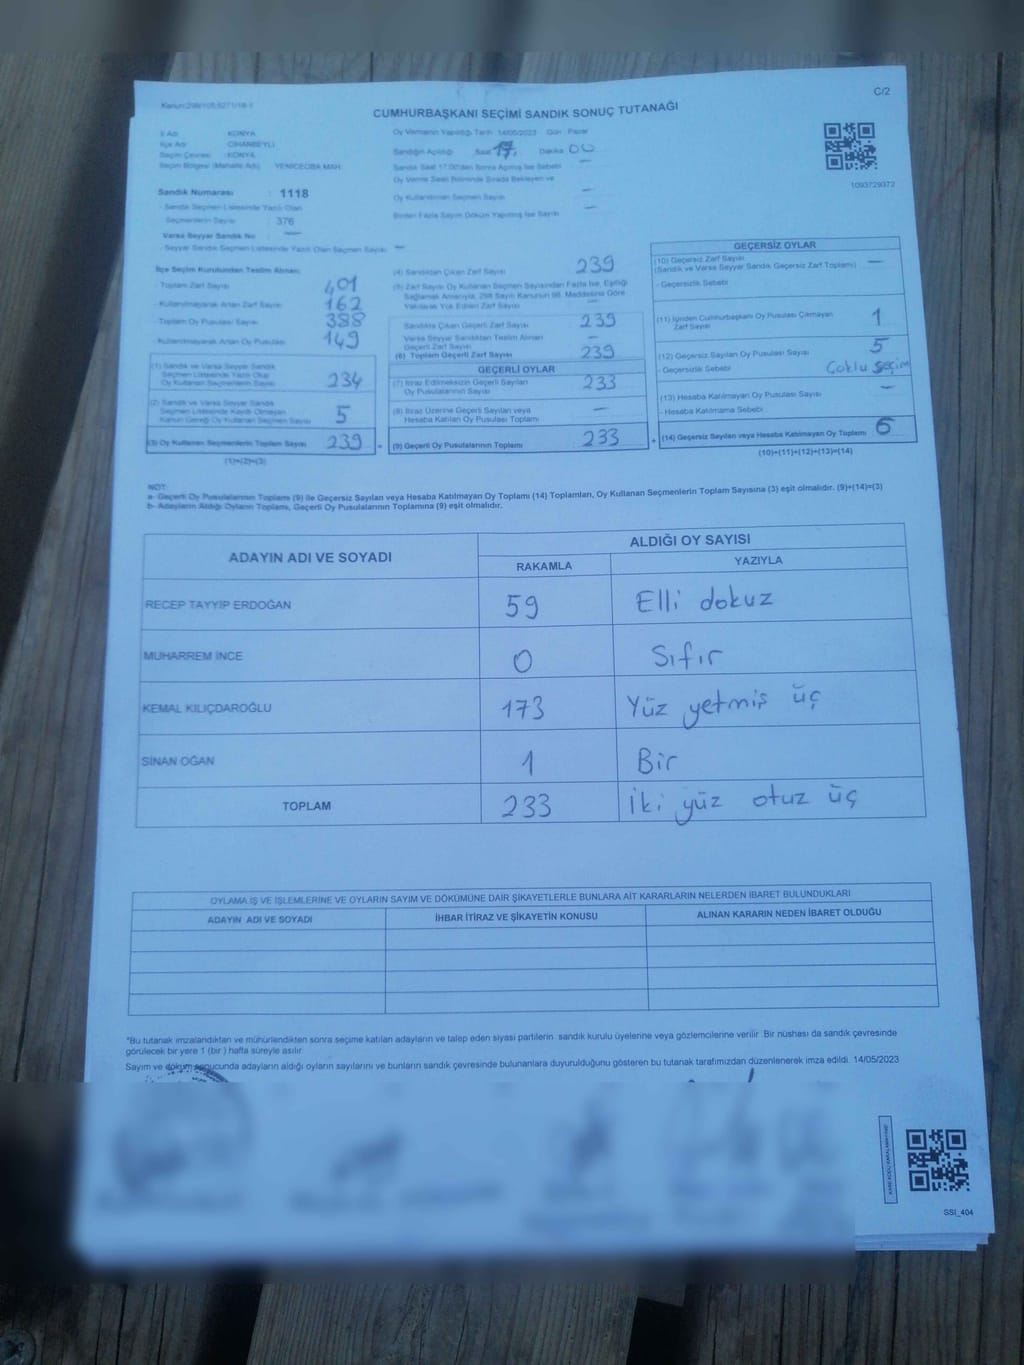 Kanun:298/105,6271/18-1
C/2
CUMHURBAŞKANI SEÇİMİ SANDIK SONUÇ TUTANAĞI
İl Adı : KONYA
İlçe Adı : CİHANBEYLİ
Seçim Çevresi : KONYA
Seçim Bölgesi (Mahalle Adı) : YENİCEOBA MAH.
Sandık Numarası : 1118
- Sandık Seçmen Listesinde Yazılı Olan
Seçmenlerin Sayısı : 376
Varsa Seyyar Sandık No : —
- Seyyar Sandık Seçmen Listesinde Yazılı Olan Seçmen Sayısı : —
Oy Vermenin Yapıldığı Tarih : 14/05/2023 Gün : Pazar
Sandığın Açıldığı Saat 17, Dakika 00
Sandık Saat 17.00'den Sonra Açılmış İse Sebebi —
Oy Verme Saati Bitiminde Sırada Bekleyen ve
Oy Kullandırılan Seçmen Sayısı —
Birden Fazla Sayım Döküm Yapılmış İse Sayısı —
1093729372
İlçe Seçim Kurulundan Teslim Alınan:
- Toplam Zarf Sayısı 401
- Kullanılmayarak Artan Zarf Sayısı 162
- Toplam Oy Pusulası Sayısı 388
- Kullanılmayarak Artan Oy Pusulası 149
(1) Sandık ve Varsa Seyyar Sandık
Seçmen Listesinde Yazılı Olup
Oy Kullanan Seçmenlerin Sayısı 234
(2) Sandık ve Varsa Seyyar Sandık
Seçmen Listesinde Kayıtlı Olmayan
Kanun Gereği Oy Kullanan Seçmen Sayısı 5
(3) Oy Kullanan Seçmenlerin Toplam Sayısı 239
(1)+(2)=(3)
(4) Sandıktan Çıkan Zarf Sayısı 239
(5) Zarf Sayısı Oy Kullanan Seçmen Sayısından Fazla İse, Eşitliği
Sağlamak Amacıyla, 298 Sayılı Kanunun 98. Maddesine Göre
Yakılarak Yok Edilen Zarf Sayısı —
Sandıkta Çıkan Geçerli Zarf Sayısı 239
Varsa Seyyar Sandıktan Teslim Alınan
Geçerli Zarf Sayısı —
(6) Toplam Geçerli Zarf Sayısı 239
GEÇERLİ OYLAR
(7) İtiraz Edilmeksizin Geçerli Sayılan
Oy Pusulalarının Sayısı 233
(8) İtiraz Üzerine Geçerli Sayılan veya
Hesaba Katılan Oy Pusulası Toplamı —
(9) Geçerli Oy Pusulalarının Toplamı 233
GEÇERSİZ OYLAR
(10) Geçersiz Zarf Sayısı —
(Sandık ve Varsa Seyyar Sandık Geçersiz Zarf Toplamı)
- Geçersizlik Sebebi
(11) İçinden Cumhurbaşkanı Oy Pusulası Çıkmayan
Zarf Sayısı 1
(12) Geçersiz Sayılan Oy Pusulası Sayısı 5
- Geçersizlik Sebebi Çoklu seçim
(13) Hesaba Katılmayan Oy Pusulası Sayısı —
- Hesaba Katılmama Sebebi
(14) Geçersiz Sayılan veya Hesaba Katılmayan Oy Toplamı 6
(10)+(11)+(12)+(13)=(14)
NOT:
a- Geçerli Oy Pusulalarının Toplamı (9) ile Geçersiz Sayılan veya Hesaba Katılmayan Oy Toplamı (14) Toplamları, Oy Kullanan Seçmenlerin Toplam Sayısına (3) eşit olmalıdır. (9)+(14)=(3)
b- Adayların Aldığı Oyların Toplamı, Geçerli Oy Pusulalarının Toplamına (9) eşit olmalıdır.
ADAYIN ADI VE SOYADI
ALDIĞI OY SAYISI
RAKAMLA YAZIYLA
RECEP TAYYİP ERDOĞAN 59 Elli dokuz
MUHARREM İNCE 0 Sıfır
KEMAL KILIÇDAROĞLU 173 Yüz yetmiş üç
SİNAN OĞAN 1 Bir
TOPLAM 233 İki yüz otuz üç
OYLAMA İŞ VE İŞLEMLERİNE VE OYLARIN SAYIM VE DÖKÜMÜNE DAİR ŞİKAYETLERLE BUNLARA AİT KARARLARIN NELERDEN İBARET BULUNDUKLARI
ADAYIN ADI VE SOYADI İHBAR İTİRAZ VE ŞİKAYETİN KONUSU ALINAN KARARIN NEDEN İBARET OLDUĞU
*Bu tutanak imzalandıktan ve mühürlendikten sonra seçime katılan adayların ve talep eden siyasi partilerin sandık kurulu üyelerine veya gözlemcilerine verilir. Bir nüshası da sandık çevresinde
görülecek bir yere 1 (bir ) hafta süreyle asılır.
Sayım ve döküm sonucunda adayların aldığı oyların sayılarını ve bunların sandık çevresinde bulunanlara duyurulduğunu gösteren bu tutanak tarafımızdan düzenlenerek imza edildi. 14/05/2023
SSI_404